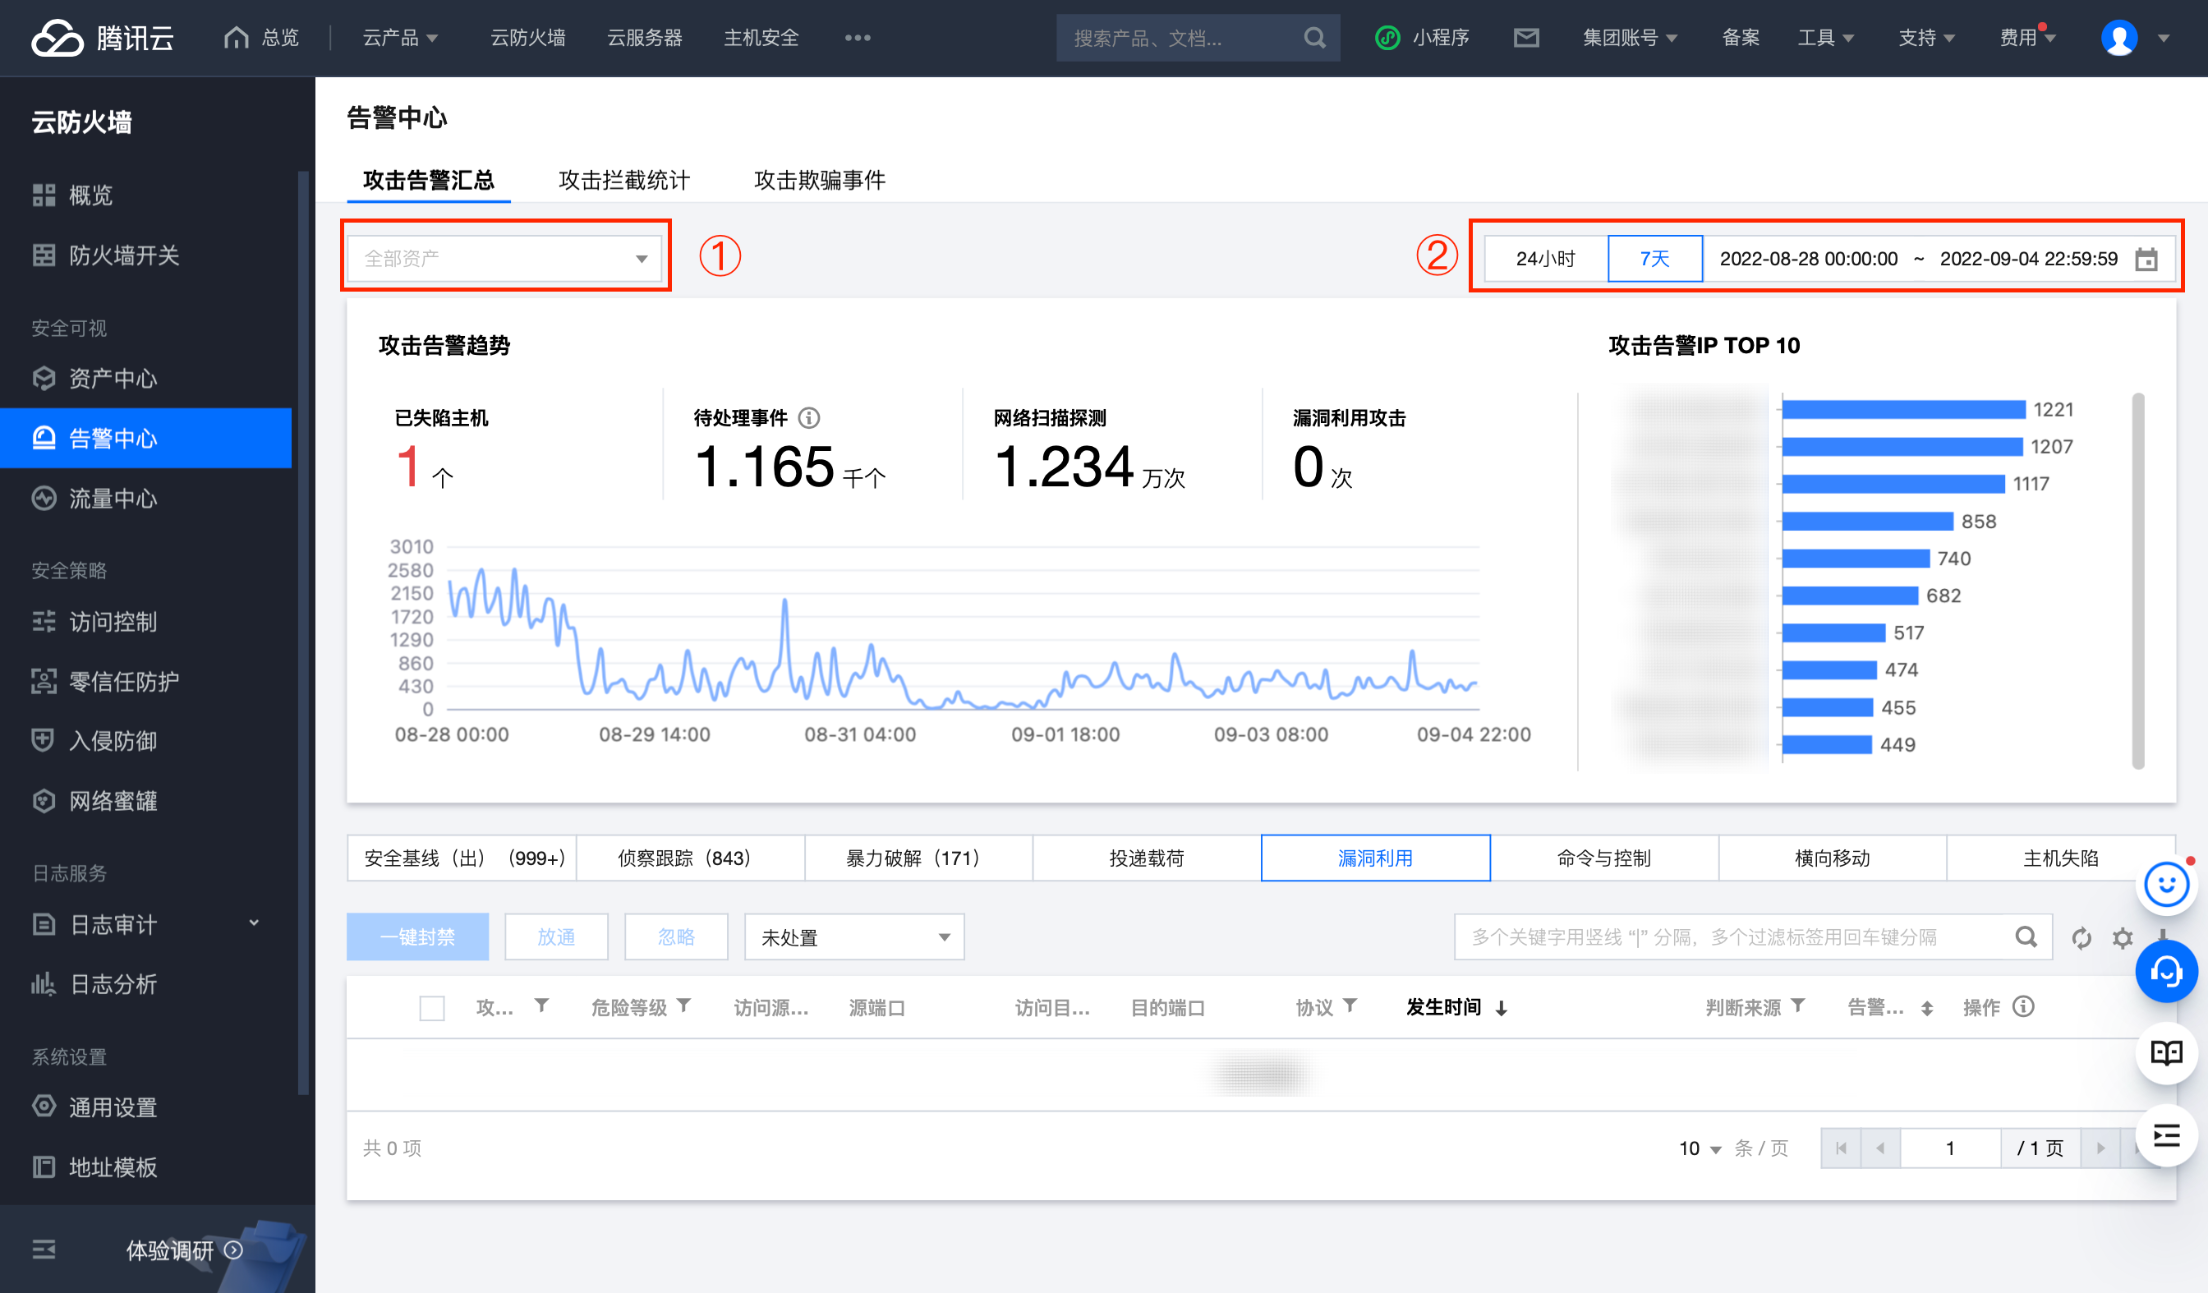 腾讯云 总览 云产品 云防火墙 云服务器 主机安全 ••• 搜索产品、文档... 小程序 集团账号 备案 工具 支持 费用
云防火墙
概览
防火墙开关
安全可视
资产中心
告警中心
流量中心
安全策略
访问控制
零信任防护
入侵防御
网络蜜罐
日志服务
日志审计
日志分析
系统设置
通用设置
地址模板
体验调研
告警中心
攻击告警汇总 攻击拦截统计 攻击欺骗事件
全部资产 ① ② 24小时 7天 2022-08-28 00:00:00 ~ 2022-09-04 22:59:59
攻击告警趋势
已失陷主机 待处理事件 网络扫描探测 漏洞利用攻击
1 个 1.165 千个 1.234 万次 0 次
3010
2580
2150
1720
1290
860
430
0
08-28 00:00 08-29 14:00 08-31 04:00 09-01 18:00 09-03 08:00 09-04 22:00
攻击告警IP TOP 10
1221
1207
1117
858
740
682
517
474
455
449
安全基线（出）（999+） 侦察跟踪（843） 暴力破解（171） 投递载荷 漏洞利用 命令与控制 横向移动 主机失陷
一键封禁 放通 忽略 未处置 多个关键字用竖线 “|” 分隔，多个过滤标签用回车键分隔
攻... 危险等级 访问源... 源端口 访问目... 目的端口 协议 发生时间 判断来源 告警... 操作
共 0 项 10 条 / 页 1 / 1 页